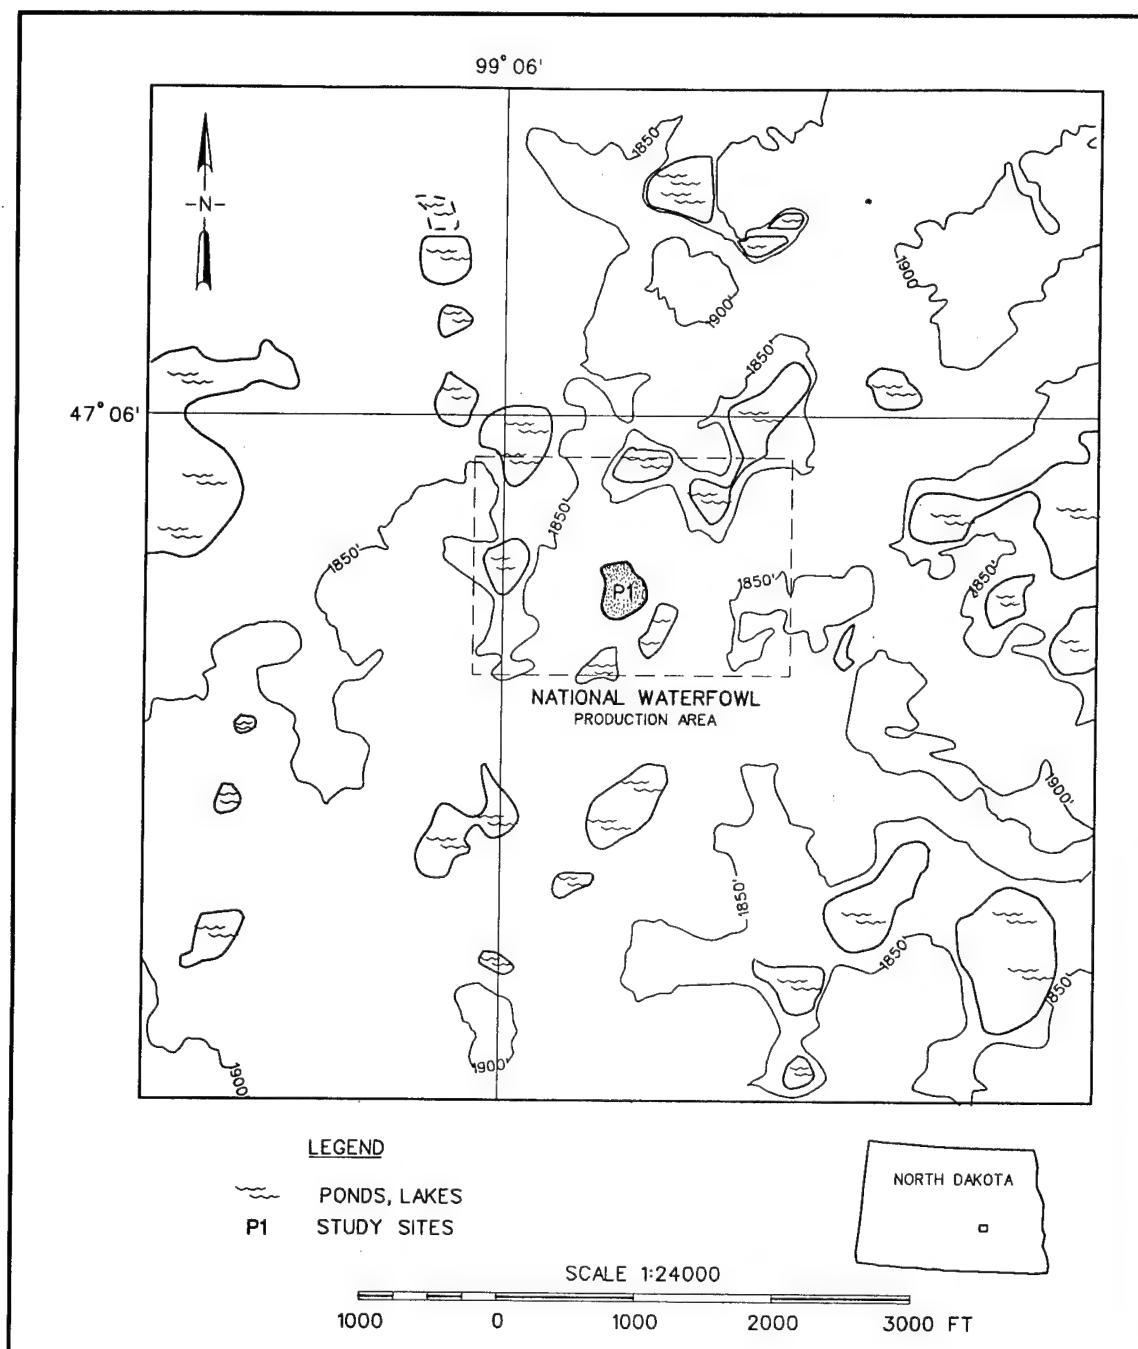 99° 06'
1850'
-N-
1900
1900'
1850'
47° 06'
1850'
1850'
1850'
1850'
P1
NATIONAL WATERFOWL
PRODUCTION AREA
1900'
1850'
1850'
1850'
1900'
1900'
LEGEND
PONDS, LAKES
P1 STUDY SITES
NORTH DAKOTA
SCALE 1:24000
1000 0 1000 2000 3000 FT